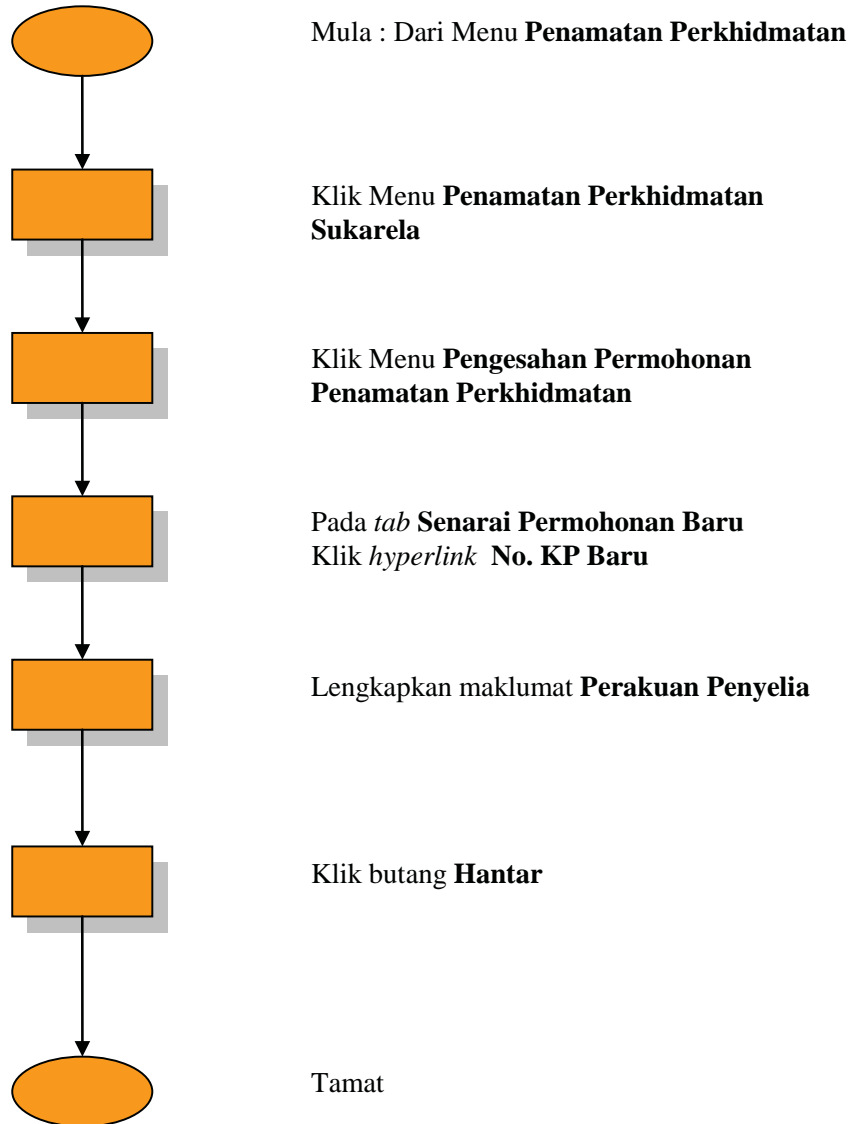 Mula : Dari Menu Penamatan Perkhidmatan
Klik Menu Penamatan Perkhidmatan
Sukarela
Klik Menu Pengesahan Permohonan
Penamatan Perkhidmatan
Pada tab Senarai Permohonan Baru
Klik hyperlink No. KP Baru
Lengkapkan maklumat Perakuan Penyelia
Klik butang Hantar
Tamat